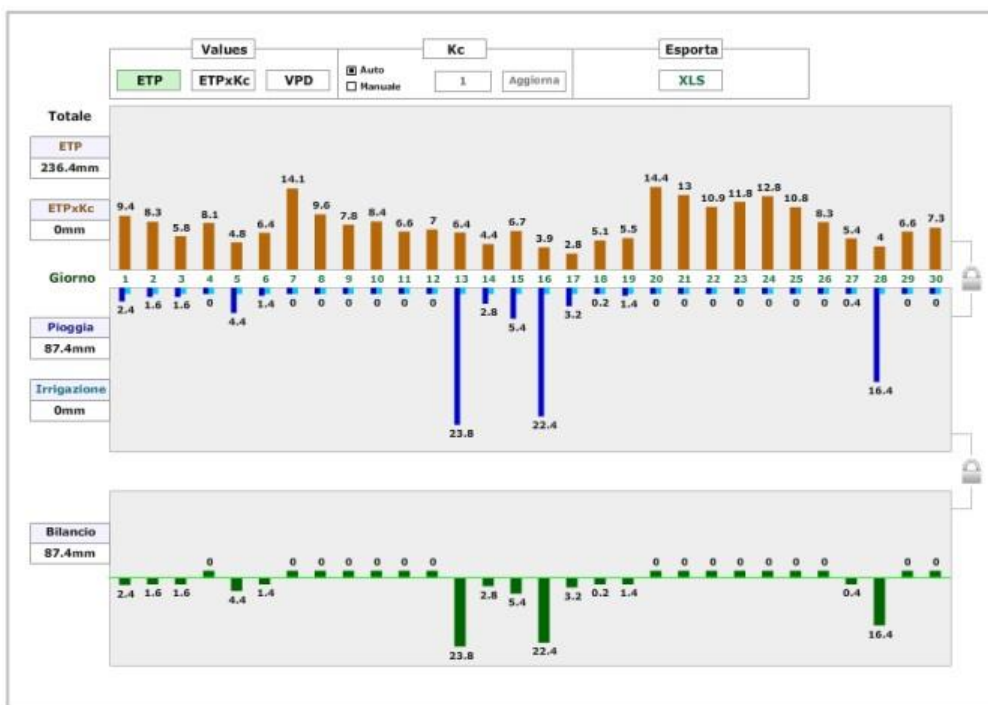 Values Kc Esporta
ETP ETPxKc VPD Auto Manuale 1 Aggiorna XLS
Totale
ETP
236.4mm
ETPxKc
0mm
9.4 8.3 5.8 8.1 4.8 6.4 14.1 9.6 7.8 8.4 6.6 7 6.4 4.4 6.7 3.9 2.8 5.1 5.5 14.4 13 10.9 11.8 12.8 10.8 8.3 5.4 4 6.6 7.3
Giorno 1 2 3 4 5 6 7 8 9 10 11 12 13 14 15 16 17 18 19 20 21 22 23 24 25 26 27 28 29 30
2.4 1.6 1.6 0 4.4 1.4 0 0 0 0 0 0 23.8 2.8 5.4 22.4 3.2 0.2 1.4 0 0 0 0 0 0 0 0.4 16.4 0 0
Pioggia
87.4mm
Irrigazione
0mm
Bilancio
87.4mm
2.4 1.6 1.6 0 4.4 1.4 0 0 0 0 0 0 23.8 2.8 5.4 22.4 3.2 0.2 1.4 0 0 0 0 0 0 0 0.4 16.4 0 0